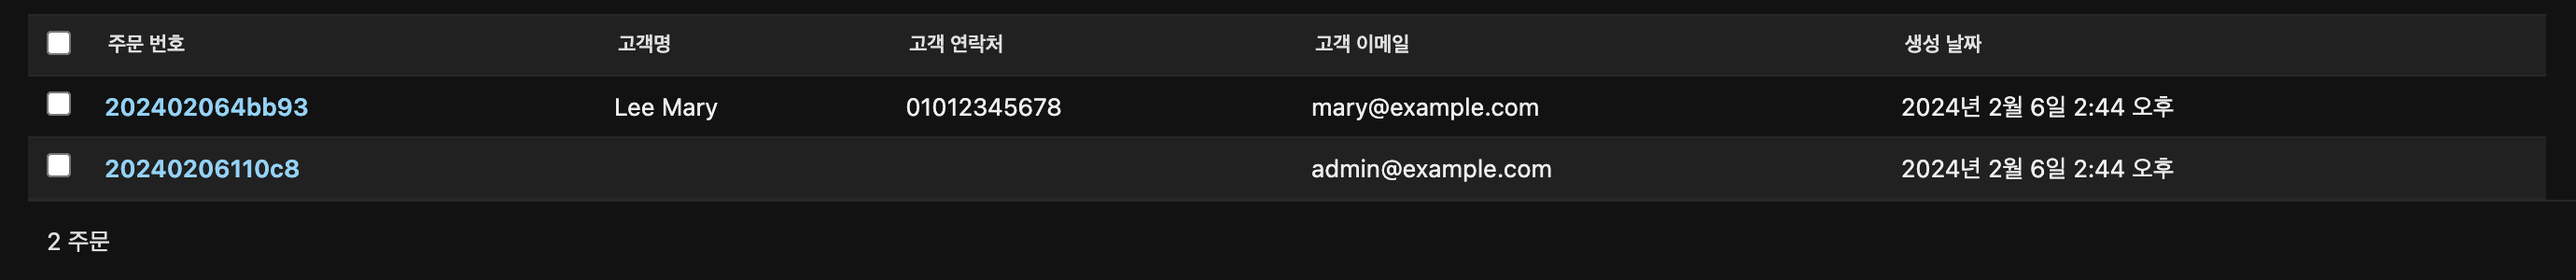 주문 번호 고객명 고객 연락처 고객 이메일 생성 날짜
202402064bb93 Lee Mary 01012345678 mary@example.com 2024년 2월 6일 2:44 오후
20240206110c8 admin@example.com 2024년 2월 6일 2:44 오후
2 주문